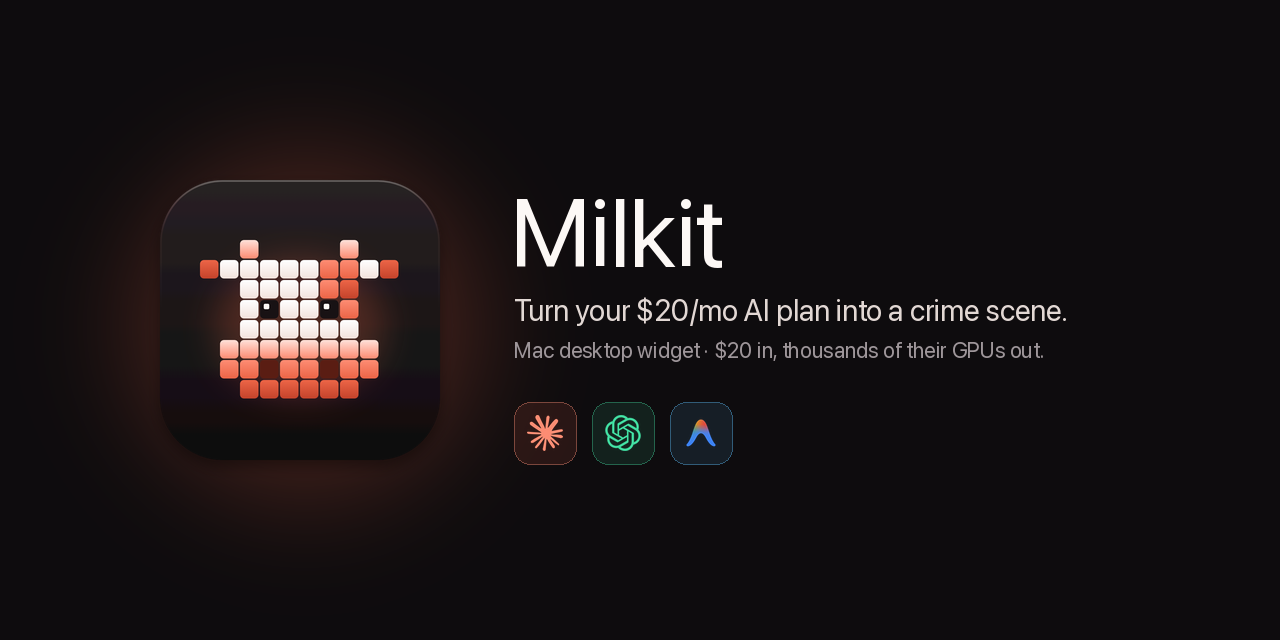 Milkit
Turn your $20/mo AI plan into a crime scene.
Mac desktop widget · $20 in, thousands of their GPUs out.